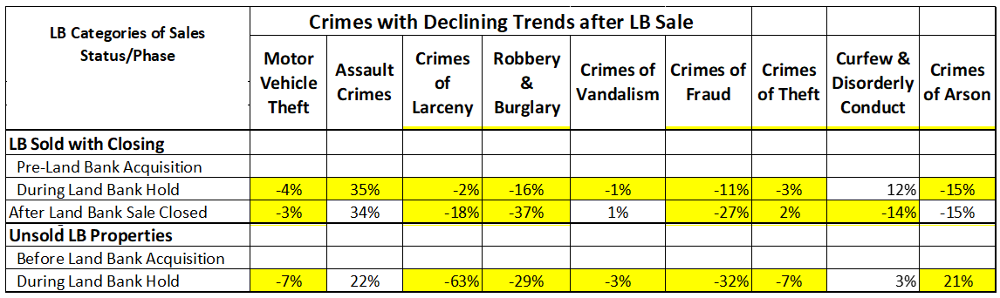 Crimes with Declining Trends after LB Sale
LB Categories of Sales
Status/Phase
Motor
Vehicle
Theft
Assault
Crimes
Crimes
of
Larceny
Robbery
&
Burglary
Crimes of
Vandalism
Crimes of
Fraud
Crimes
of Theft
Curfew &
Disorderly
Conduct
Crimes
of Arson
LB Sold with Closing
Pre-Land Bank Acquisition
During Land Bank Hold -4% 35% -2% -16% -1% -11% -3% 12% -15%
After Land Bank Sale Closed -3% 34% -18% -37% 1% -27% 2% -14% -15%
Unsold LB Properties
Before Land Bank Acquisition
During Land Bank Hold -7% 22% -63% -29% -3% -32% -7% 3% 21%